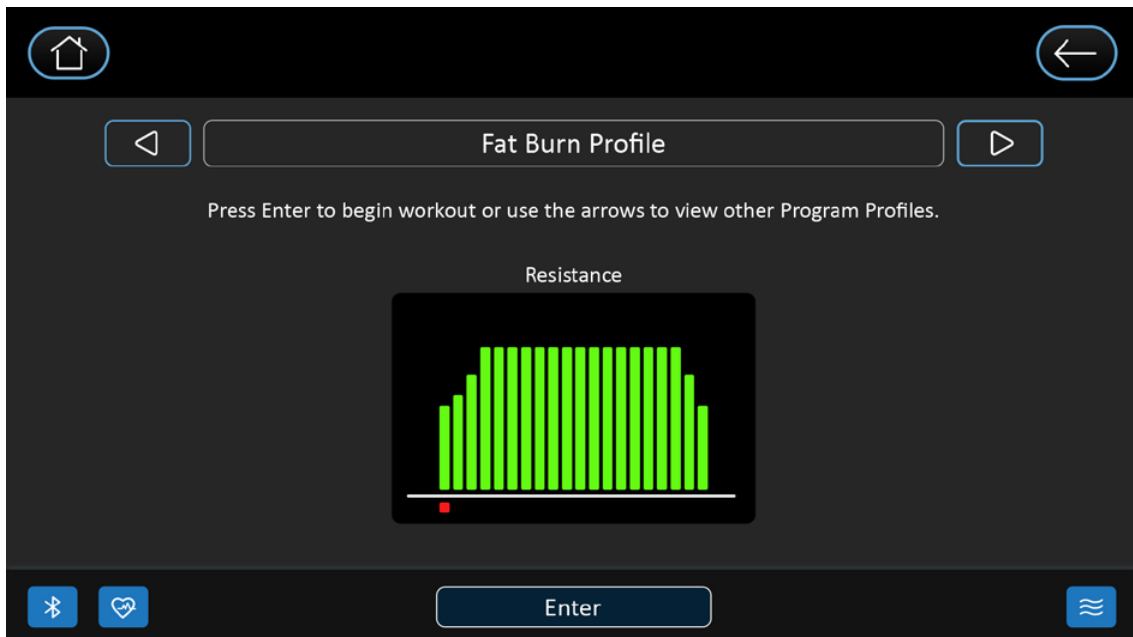 Fat Burn Profile
Press Enter to begin workout or use the arrows to view other Program Profiles.
Resistance
Enter